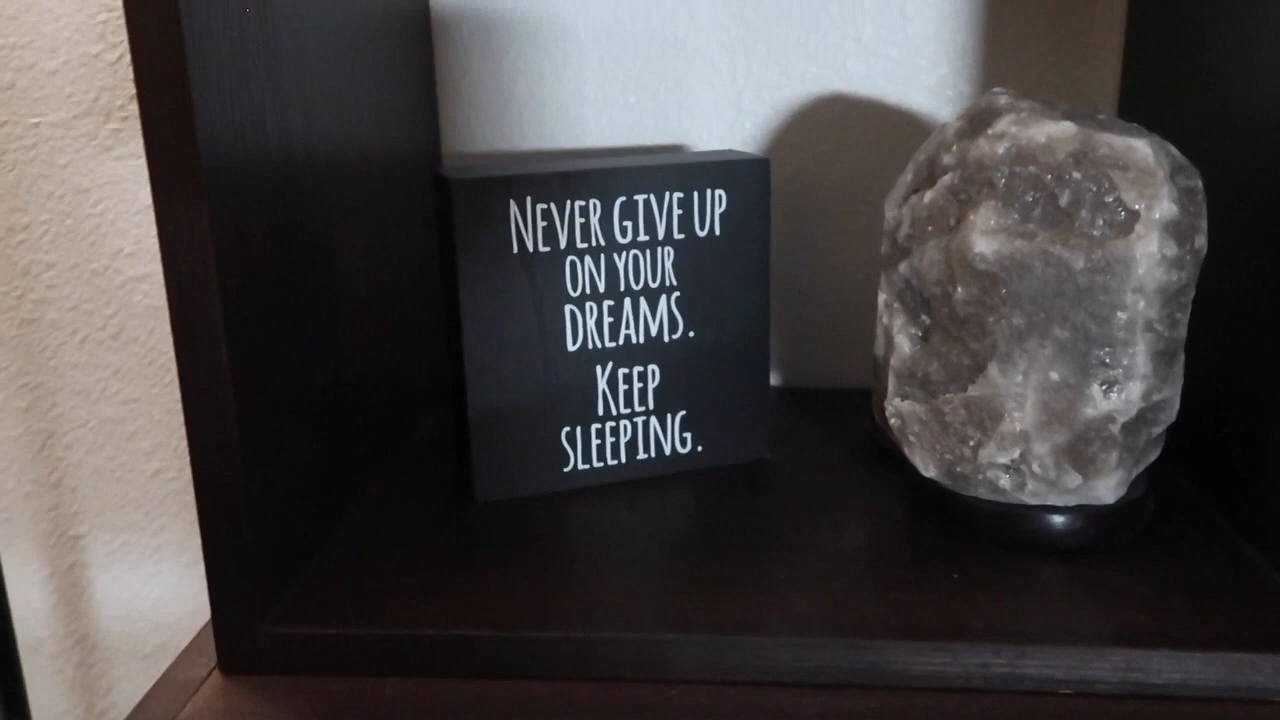 Never give up
on your
dreams.
Keep
sleeping.